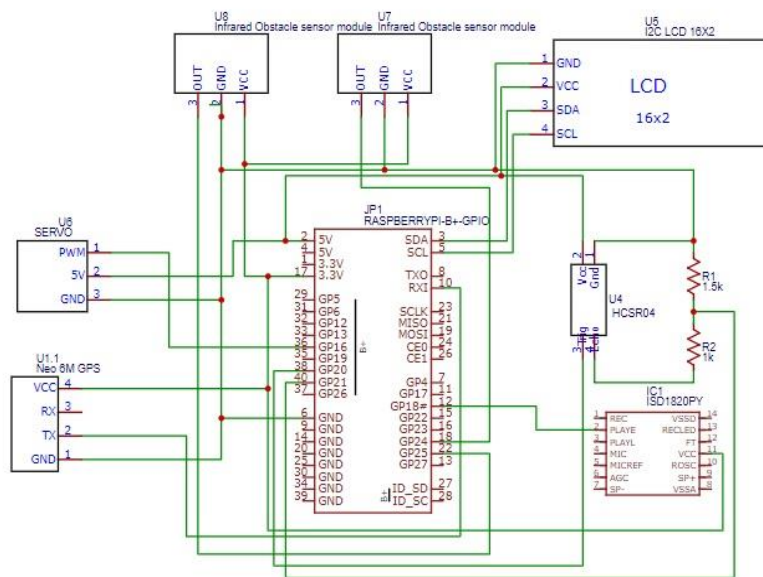 U8
Infrared Obstacle sensor module
OUT
GND
VCC
3
2
1
U7
Infrared Obstacle sensor module
OUT
GND
VCC
3
2
1
U5
I2C LCD 16X2
1 GND
2 VCC
3 SDA
4 SCL
LCD
16x2
U6
SERVO
PWM 1
5V 2
GND 3
U1.1
Neo 6M GPS
VCC 4
RX 3
TX 2
GND 1
JP1
RASPBERRYPI-B+-GPIO
2 5V
4 5V
1 3.3V
17 3.3V
29 GP5
31 GP6
32 GP12
33 GP13
36 GP16
35 GP19
38 GP20
40 GP21
37 GP26
6 GND
9 GND
14 GND
20 GND
25 GND
30 GND
34 GND
39 GND
B+
B+
SDA 3
SCL 5
TXO 8
RXI 10
SCLK 23
MISO 21
MOSI 19
CE0 24
CE1 26
GP4 7
GP17 11
GP18# 12
GP22 15
GP23 16
GP24 18
GP25 22
GP27 13
ID_SD 27
ID_SC 28
2
1
Vcc
Gnd
Trig
Echo
3
4
U4
HCSR04
R1
1.5k
R2
1k
IC1
ISD1820PY
1 REC
2 PLAYE
3 PLAYL
4 MIC
5 MICREF
6 AGC
7 SP-
VSSD 14
RECLED 13
FT 12
VCC 11
ROSC 10
SP+ 9
VSSA 8